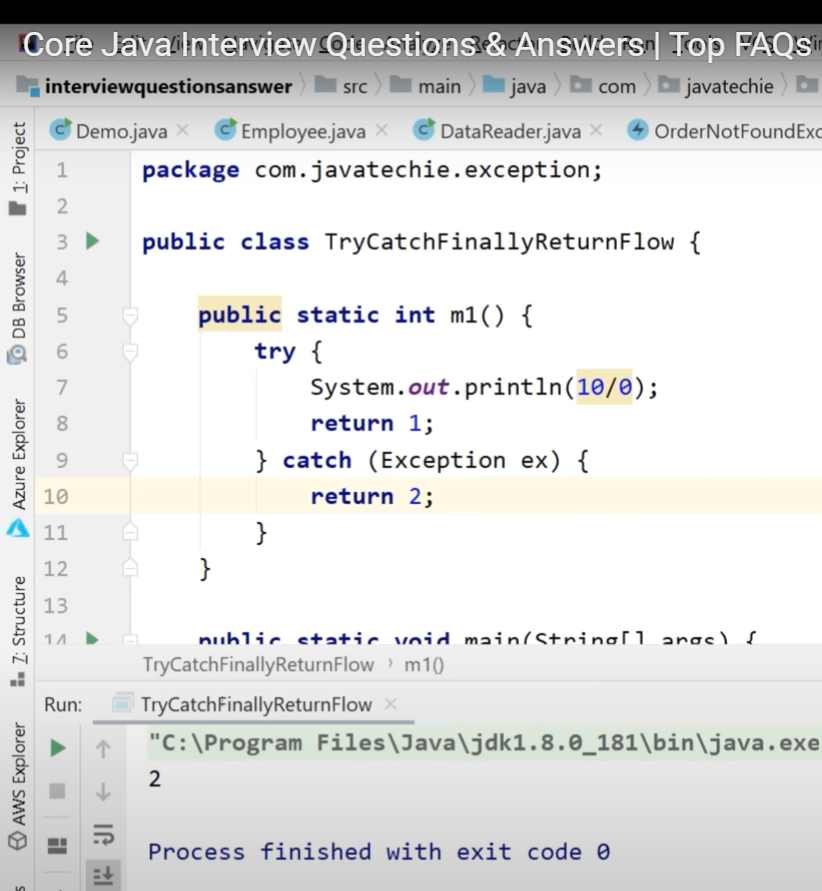 Core Java Interview Questions & Answers | Top FAQs
interviewquestionsanswer src main java com javatechie
1: Project
DB Browser
Azure Explorer
7: Structure
AWS Explorer
Demo.java Employee.java DataReader.java OrderNotFoundExc
1 package com.javatechie.exception;
2
3 public class TryCatchFinallyReturnFlow {
4
5 public static int m1() {
6 try {
7 System.out.println(10/0);
8 return 1;
9 } catch (Exception ex) {
10 return 2;
11 }
12 }
13
14 public static void main(String[] args) {
TryCatchFinallyReturnFlow › m1()
Run: TryCatchFinallyReturnFlow
"C:\Program Files\Java\jdk1.8.0_181\bin\java.exe
2
Process finished with exit code 0